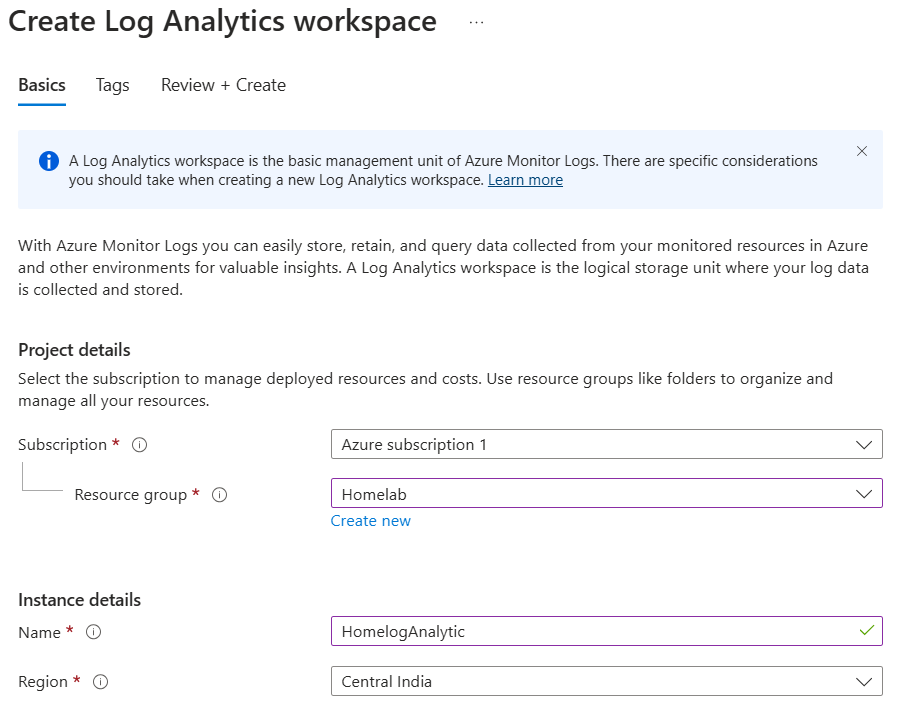 Create Log Analytics workspace ...
Basics Tags Review + Create
A Log Analytics workspace is the basic management unit of Azure Monitor Logs. There are specific considerations
you should take when creating a new Log Analytics workspace. Learn more
With Azure Monitor Logs you can easily store, retain, and query data collected from your monitored resources in Azure
and other environments for valuable insights. A Log Analytics workspace is the logical storage unit where your log data
is collected and stored.
Project details
Select the subscription to manage deployed resources and costs. Use resource groups like folders to organize and
manage all your resources.
Subscription * Azure subscription 1
Resource group * Homelab
Create new
Instance details
Name * HomelogAnalytic
Region * Central India